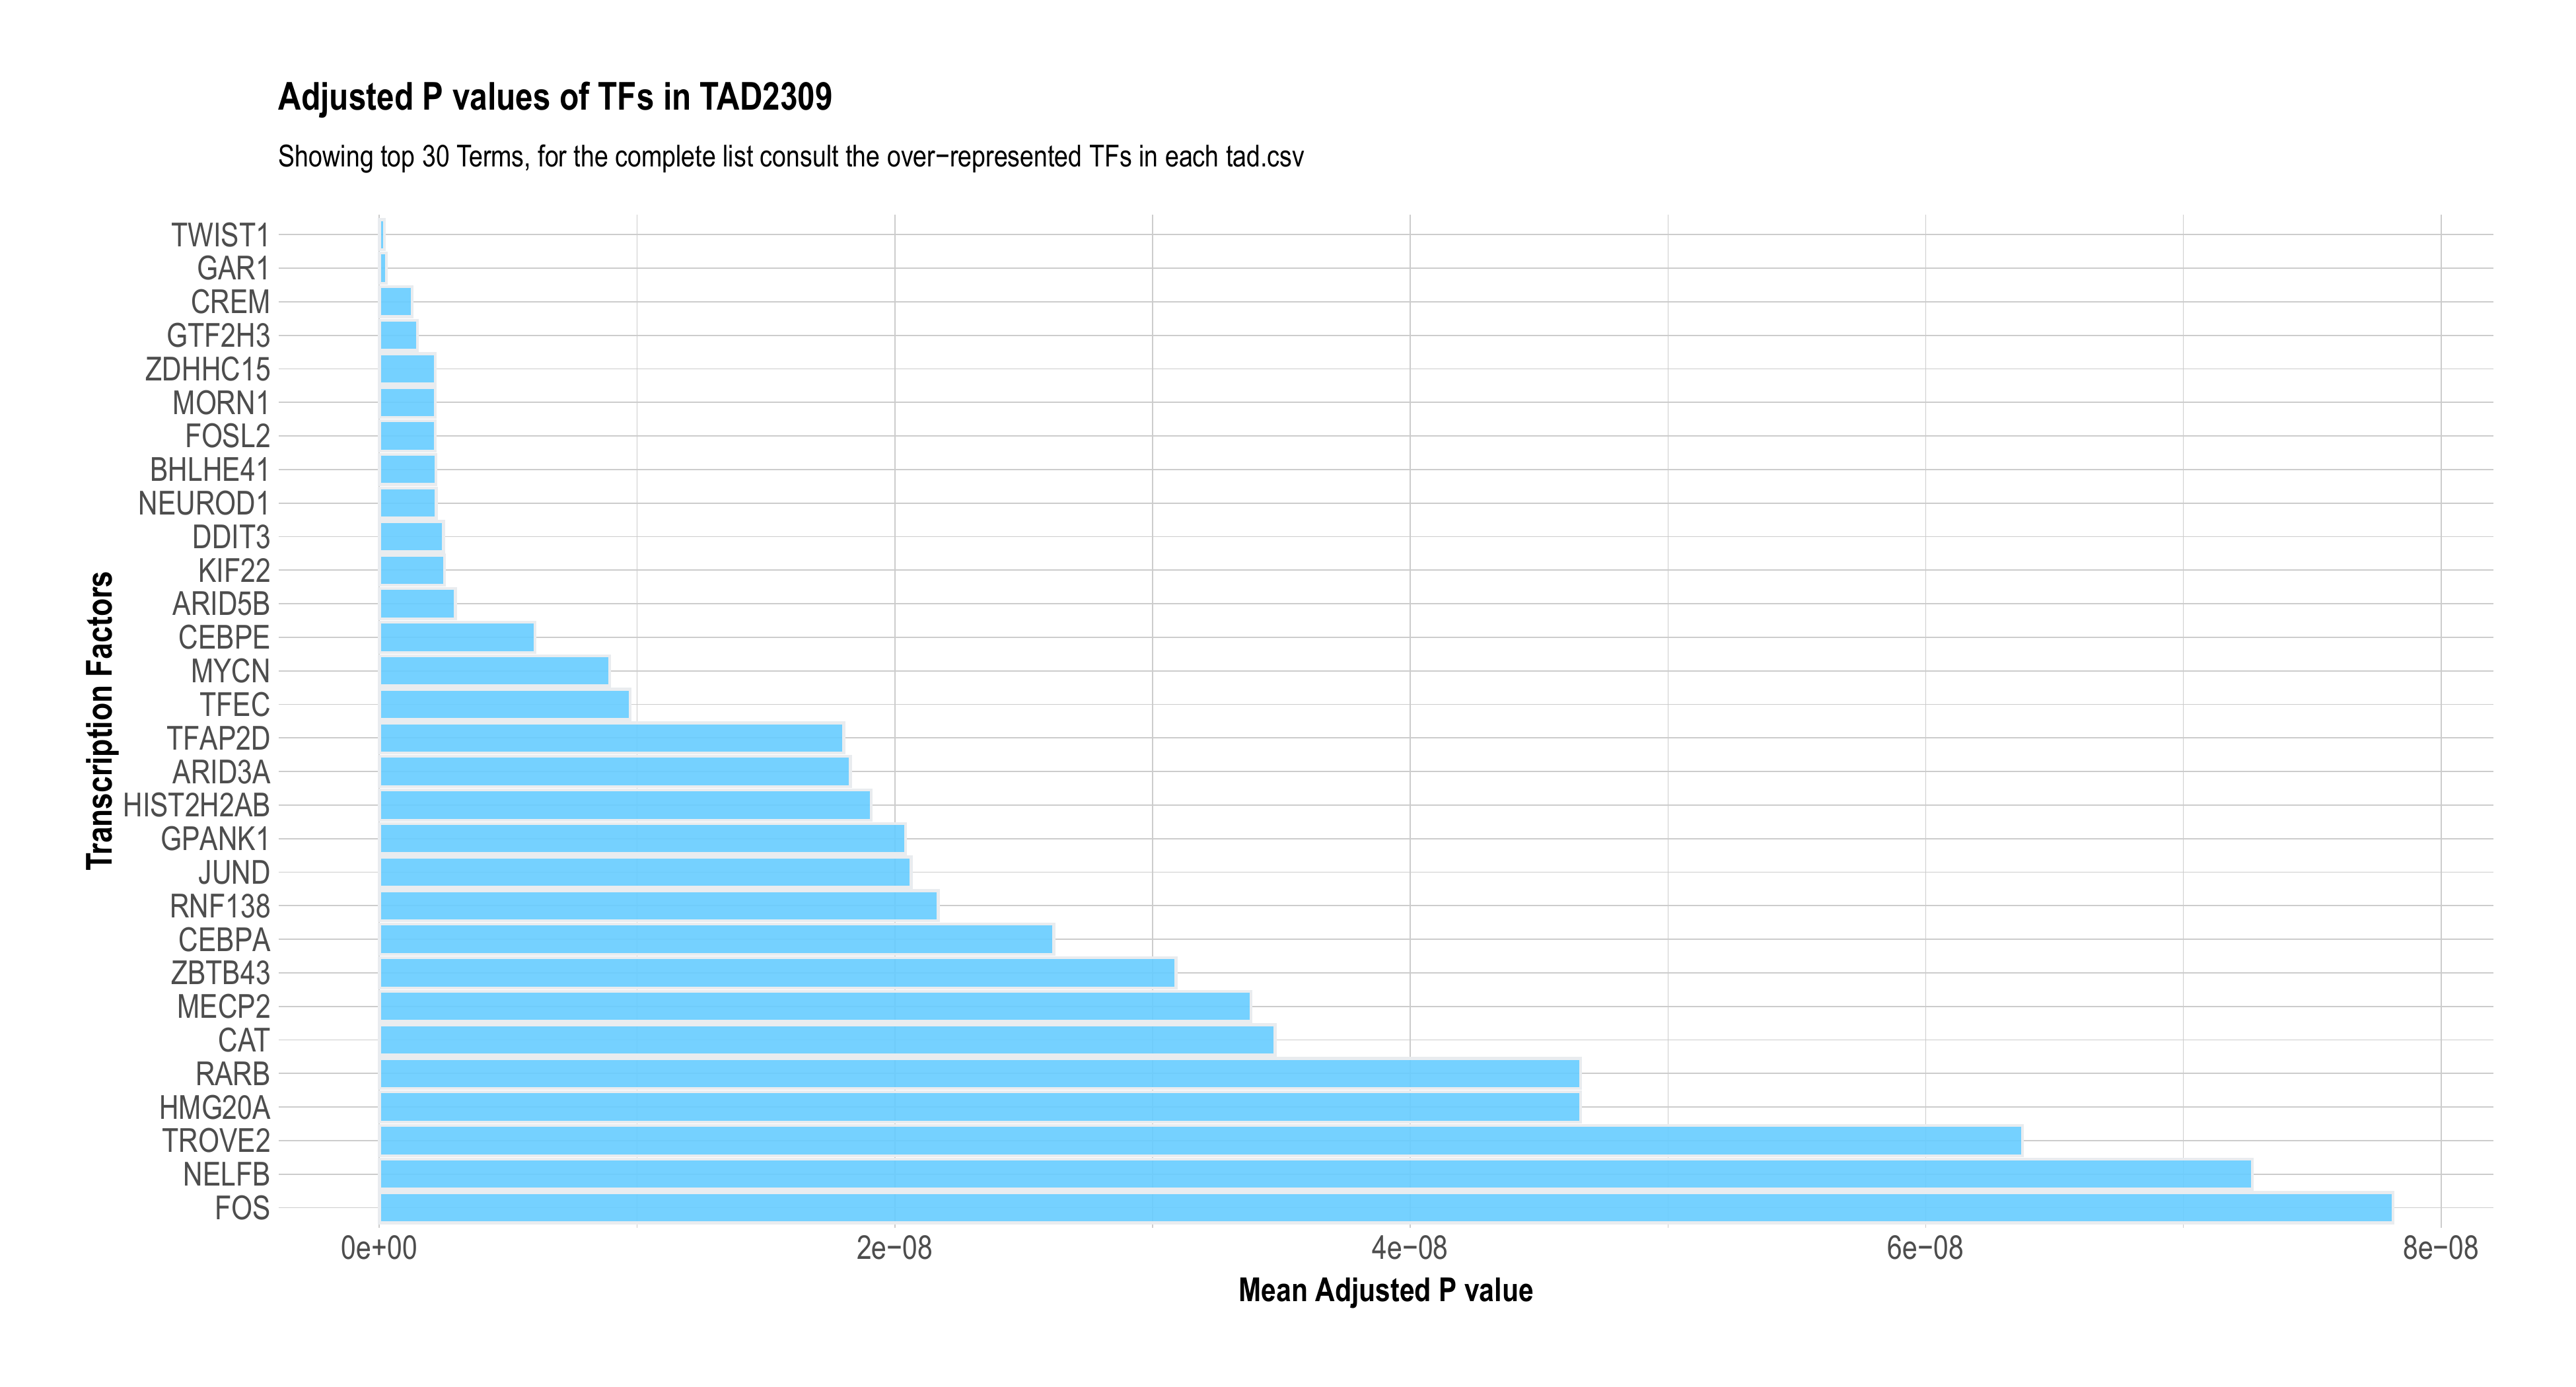 Adjusted P values of TFs in TAD2309
Showing top 30 Terms, for the complete list consult the over−represented TFs in each tad.csv
Transcription Factors
TWIST1
GAR1
CREM
GTF2H3
ZDHHC15
MORN1
FOSL2
BHLHE41
NEUROD1
DDIT3
KIF22
ARID5B
CEBPE
MYCN
TFEC
TFAP2D
ARID3A
HIST2H2AB
GPANK1
JUND
RNF138
CEBPA
ZBTB43
MECP2
CAT
RARB
HMG20A
TROVE2
NELFB
FOS
0e+00 2e−08 4e−08 6e−08 8e−08
Mean Adjusted P value